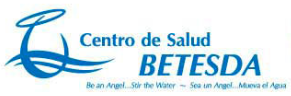 Centro de Salud
BETESDA
Be an Angel...Stir the Water ~ Sea un Angel...Mueva el Agua